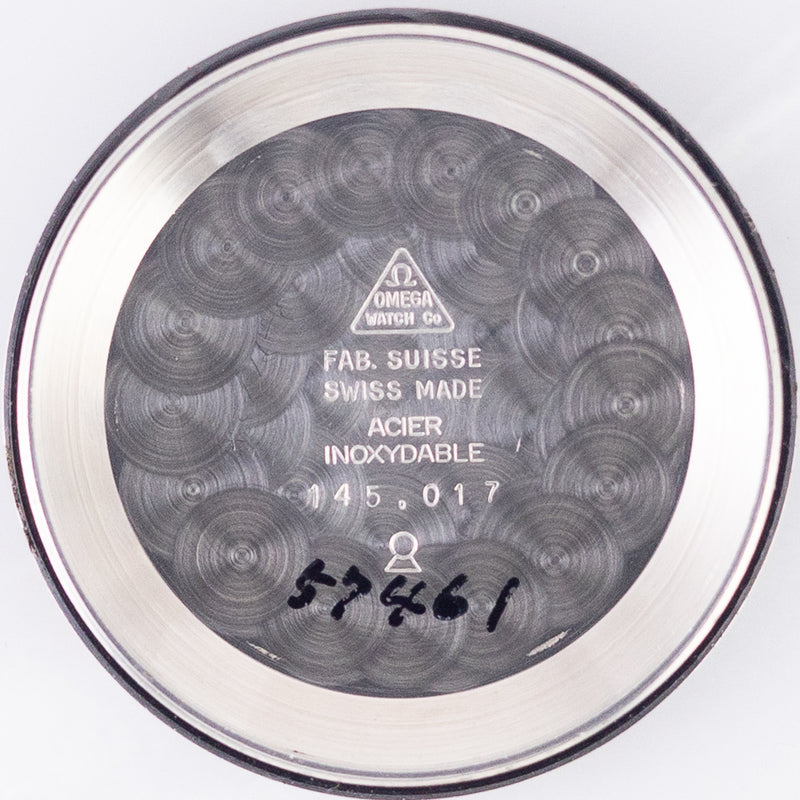 Ω
OMEGA
WATCH Co
FAB. SUISSE
SWISS MADE
ACIER
INOXYDABLE
145.017
57461